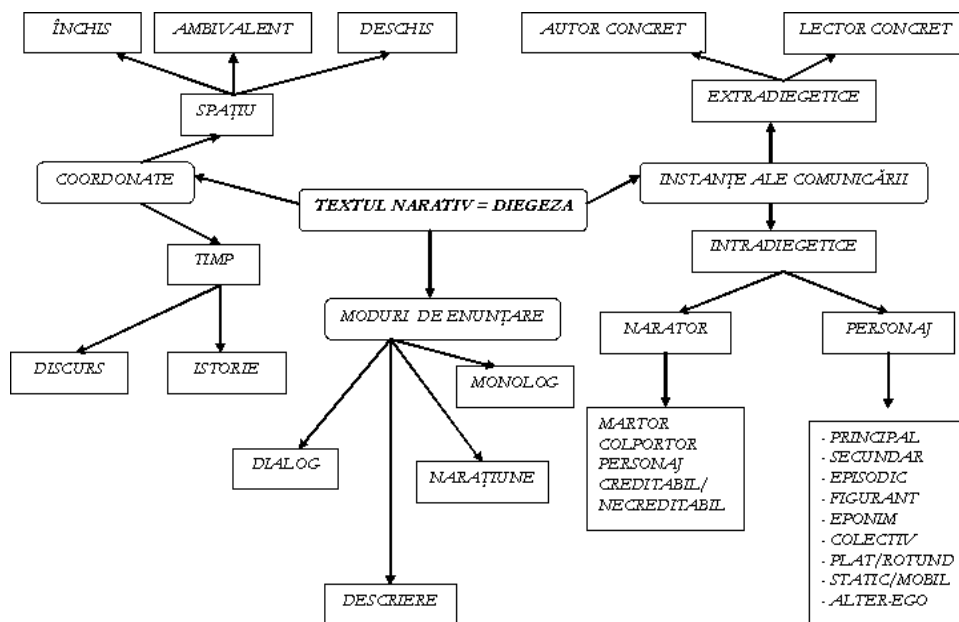 ÎNCHIS
AMBIVALENT
DESCHIS
AUTOR CONCRET
LECTOR CONCRET
SPAȚIU
EXTRADIEGETICE
COORDONATE
INSTANȚE ALE COMUNICĂRII
TEXTUL NARATIV = DIEGEZA
TIMP
INTRADIEGETICE
MODURI DE ENUNȚARE
NARATOR
PERSONAJ
DISCURS
ISTORIE
MONOLOG
DIALOG
NARAȚIUNE
DESCRIERE
MARTOR
COLPORTOR
PERSONAJ
CREDITABIL/
NECREDITABIL
- PRINCIPAL
- SECUNDAR
- EPISODIC
- FIGURANT
- EPONIM
- COLECTIV
- PLAT/ROTUND
- STATIC/MOBIL
- ALTER-EGO